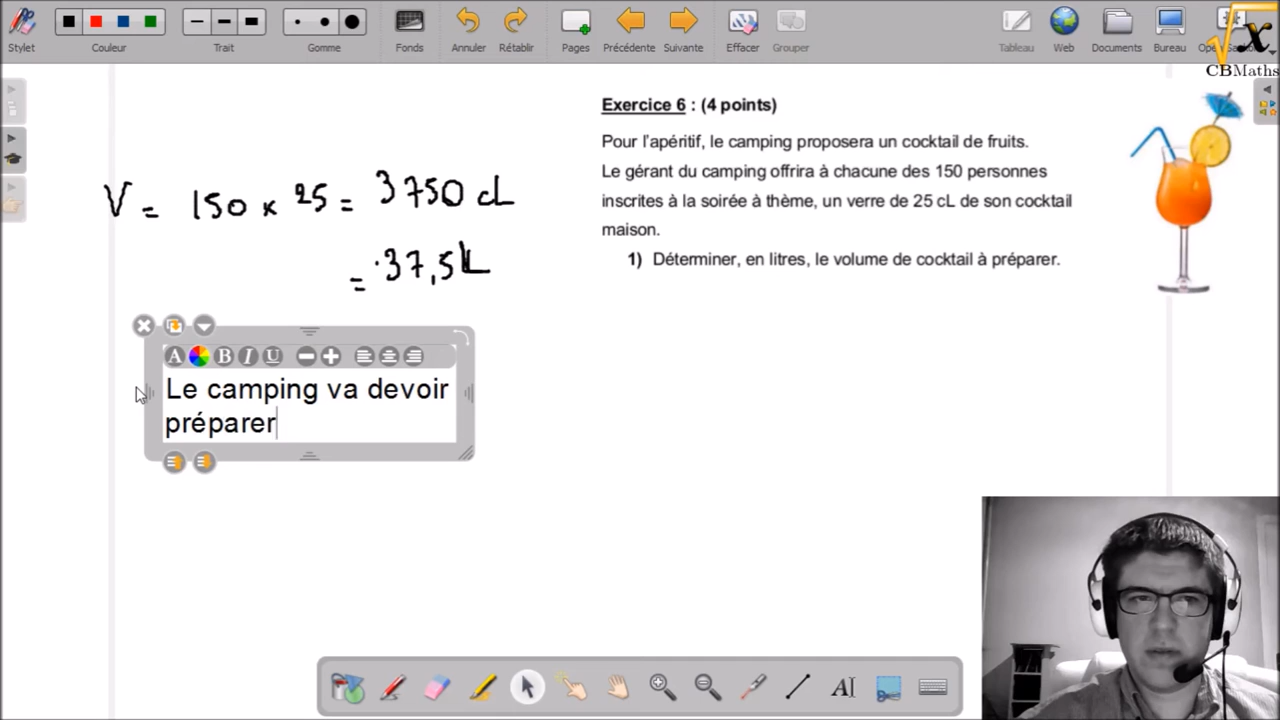 Stylet
Couleur
Trait
Gomme
Fonds
Annuler
Rétablir
Pages
Précédente
Suivante
Effacer
Grouper
Tableau
Web
Documents
Bureau
CBMaths
V = 150 × 25 = 3750 cL
= 37,5L
A B I U
Le camping va devoir
préparer
Exercice 6 : (4 points)
Pour l'apéritif, le camping proposera un cocktail de fruits.
Le gérant du camping offrira à chacune des 150 personnes
inscrites à la soirée à thème, un verre de 25 cL de son cocktail
maison.
1) Déterminer, en litres, le volume de cocktail à préparer.